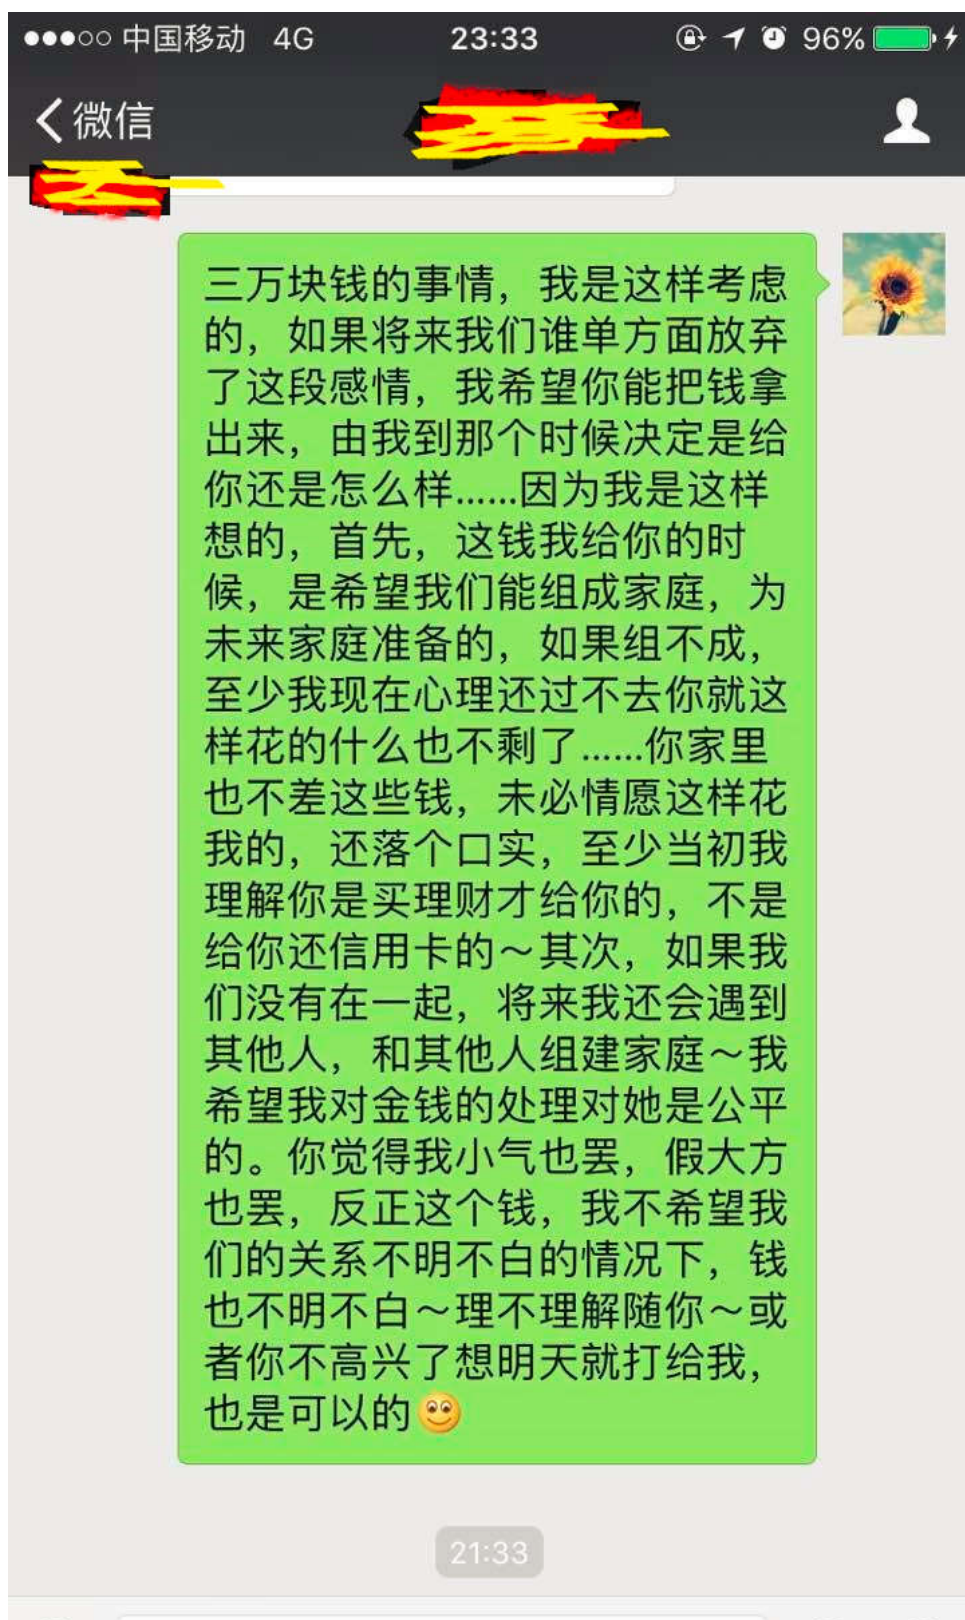 中国移动 4G 23:33 96%
微信
三万块钱的事情，我是这样考虑
的，如果将来我们谁单方面放弃
了这段感情，我希望你能把钱拿
出来，由我到那个时候决定是给
你还是怎么样......因为我是这样
想的，首先，这钱我给你的时
候，是希望我们能组成家庭，为
未来家庭准备的，如果组不成，
至少我现在心理还过不去你就这
样花的什么也不剩了......你家里
也不差这些钱，未必情愿这样花
我的，还落个口实，至少当初我
理解你是买理财才给你的，不是
给你还信用卡的～其次，如果我
们没有在一起，将来我还会遇到
其他人，和其他人组建家庭～我
希望我对金钱的处理对她是公平
的。你觉得我小气也罢，假大方
也罢，反正这个钱，我不希望我
们的关系不明不白的情况下，钱
也不明不白～理不理解随你～或
者你不高兴了想明天就打给我，
也是可以的
21:33